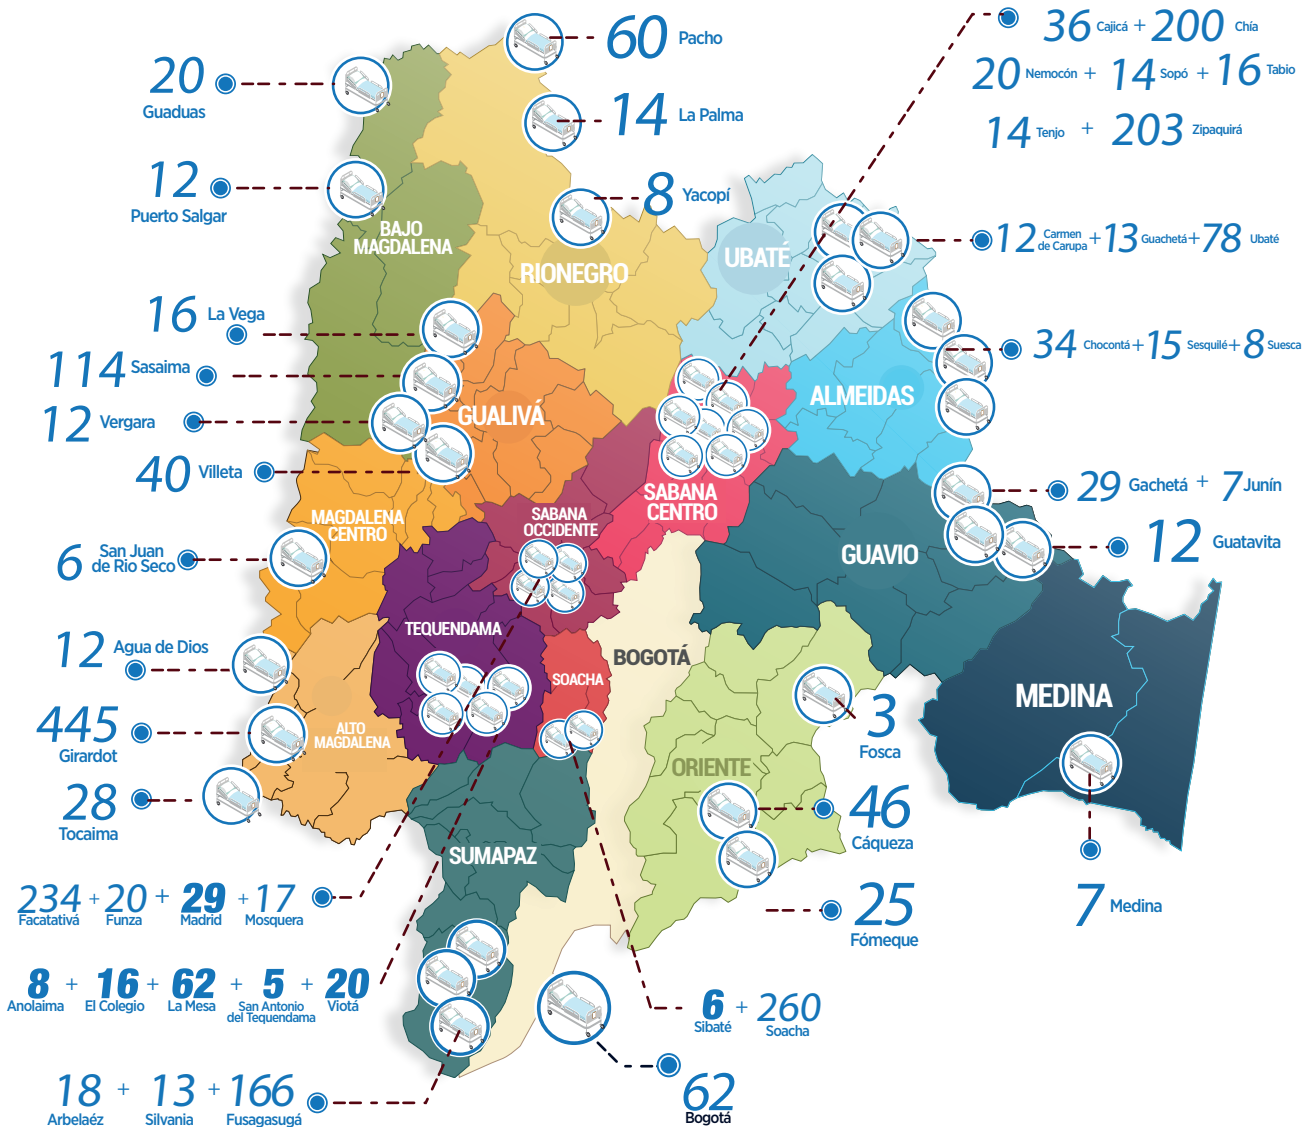 60 Pacho
36 Cajicá + 200 Chía
20 Nemocón + 14 Sopó + 16 Tabio
14 Tenjo + 203 Zipaquirá
20
Guaduas
14 La Palma
12
Puerto Salgar
8 Yacopí
BAJO
MAGDALENA
RIONEGRO
UBATÉ
12 Carmen de Carupa + 13 Guachetá + 78 Ubaté
16 La Vega
114 Sasaima
12 Vergara
40 Villeta
34 Chocontá + 15 Sesquilé + 8 Suesca
GUALIVÁ
ALMEIDAS
29 Gachetá + 7 Junín
12 Guatavita
MAGDALENA
CENTRO
SABANA
OCCIDENTE
SABANA
CENTRO
GUAVIO
6 San Juan
de Rio Seco
12 Agua de Dios
TEQUENDAMA
SOACHA
BOGOTÁ
MEDINA
445
Girardot
ALTO
MAGDALENA
3
Fosca
ORIENTE
28
Tocaima
46
Cáqueza
SUMAPAZ
234 + 20 + 29 + 17
Facatativá Funza Madrid Mosquera
25
Fómeque
7 Medina
8 + 16 + 62 + 5 + 20
Anolaima El Colegio La Mesa San Antonio Viotá
del Tequendama
6 + 260
Sibaté Soacha
62
Bogotá
18 + 13 + 166
Arbelaéz Silvania Fusagasugá